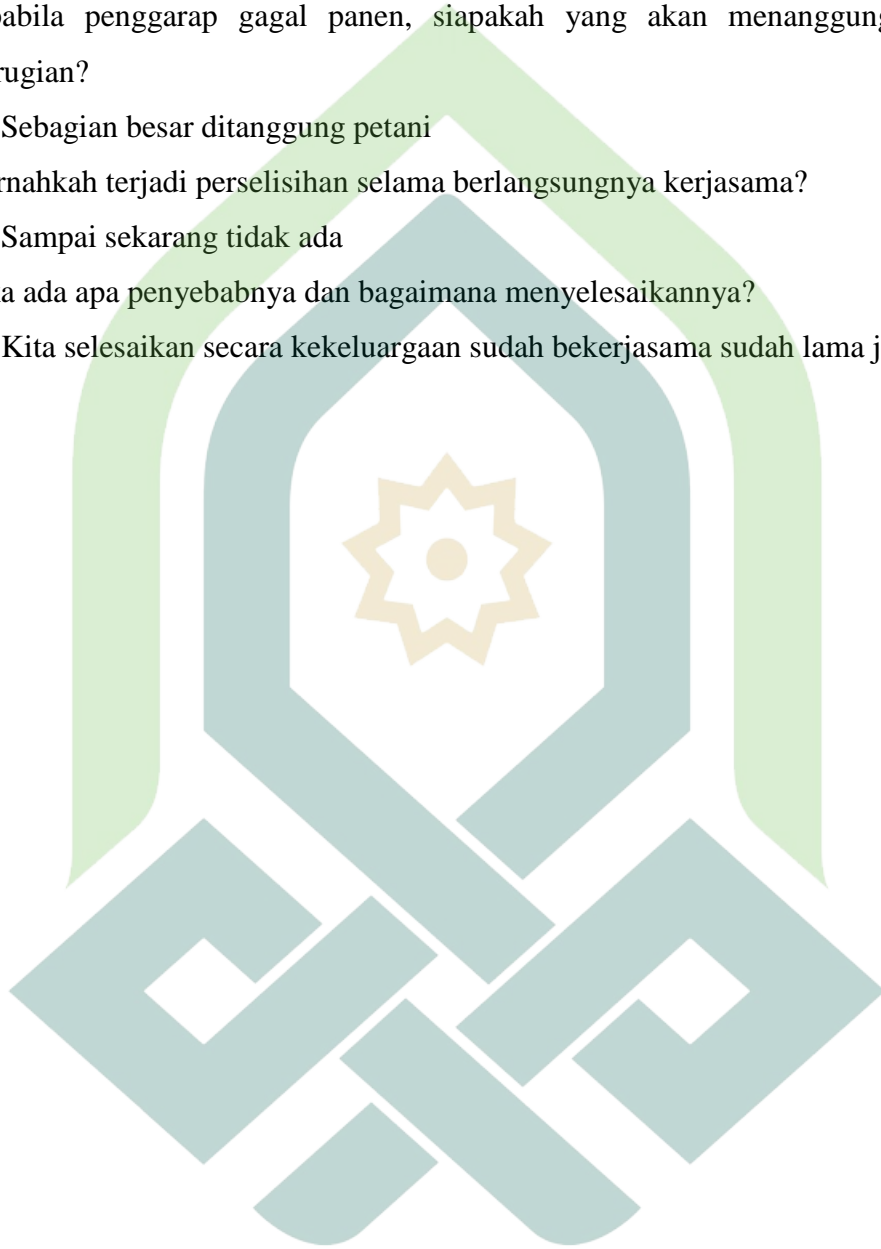 abila penggarap gagal panen, siapakah yang akan menanggung
rugian?
Sebagian besar ditanggung petani
rnahkah terjadi perselisihan selama berlangsungnya kerjasama?
Sampai sekarang tidak ada
a ada apa penyebabnya dan bagaimana menyelesaikannya?
Kita selesaikan secara kekeluargaan sudah bekerjasama sudah lama j